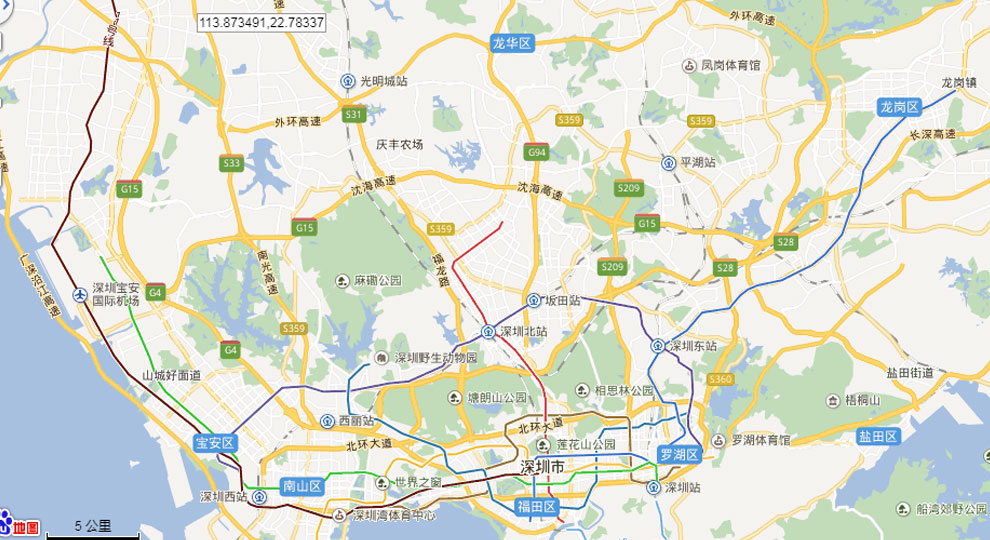 113.873491,22.78337
外环高速
龙华区
凤岗体育馆
光明城站
龙岗镇
龙岗区
S31
外环高速
S359
S359
长深高速
庆丰农场
G94
平湖站
S33
沈海高速
沈海高速
S209
G15
G15
G15
S359
S28
广深沿江高速
南光高速
福龙路
S209
S28
麻磡公园
深圳宝安
国际机场
G4
坂田站
S359
深圳北站
G4
深圳东站
深圳野生动物园
山城好面道
S360
盐田街道
塘朗山公园
相思林公园
梧桐山
西丽站
北环大道
北环大道
宝安区
莲花山公园
罗湖体育馆
盐田区
罗湖区
深圳市
世界之窗
南山区
深圳站
深圳西站
福田区
深圳湾体育中心
船湾郊野公园
地图
5 公里